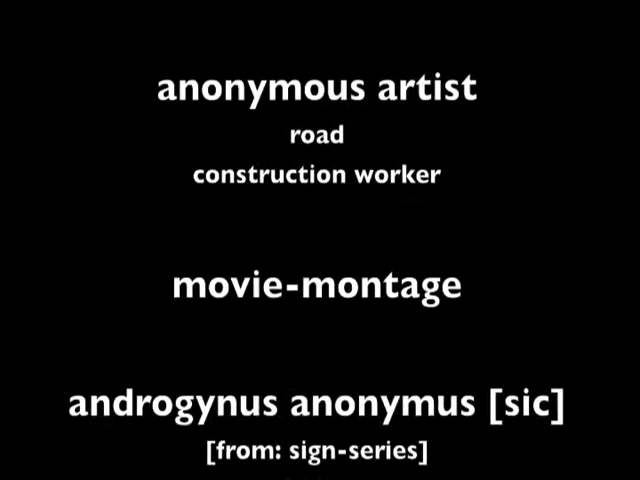 anonymous artist
road
construction worker
movie-montage
androgynus anonymus [sic]
[from: sign-series]